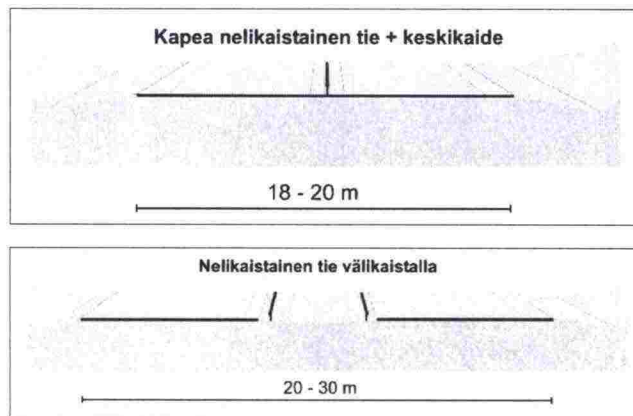 Kapea nelikaistainen tie + keskikaide
18 - 20 m
Nelikaistainen tie välikaistalla
20 - 30 m